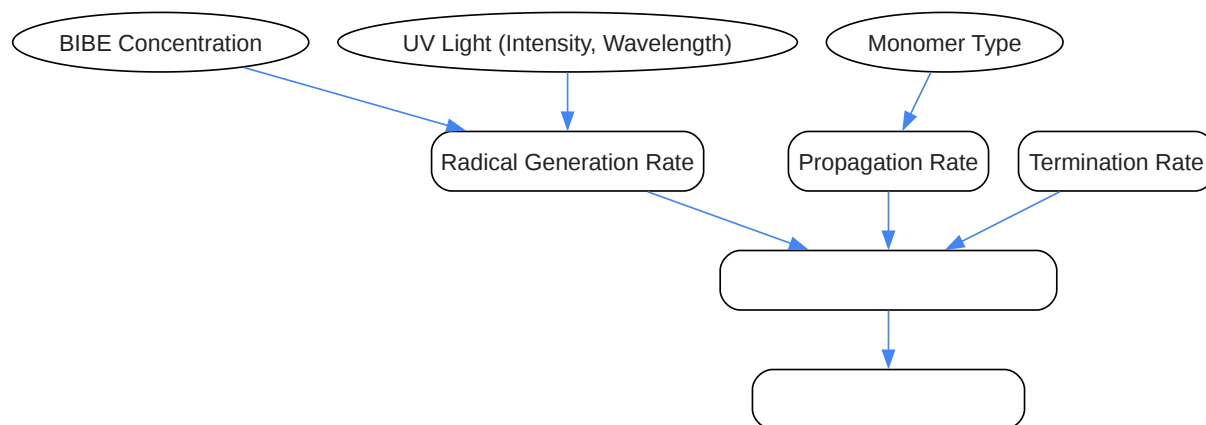 BIBE Concentration
UV Light (Intensity, Wavelength)
Monomer Type
Radical Generation Rate
Propagation Rate
Termination Rate